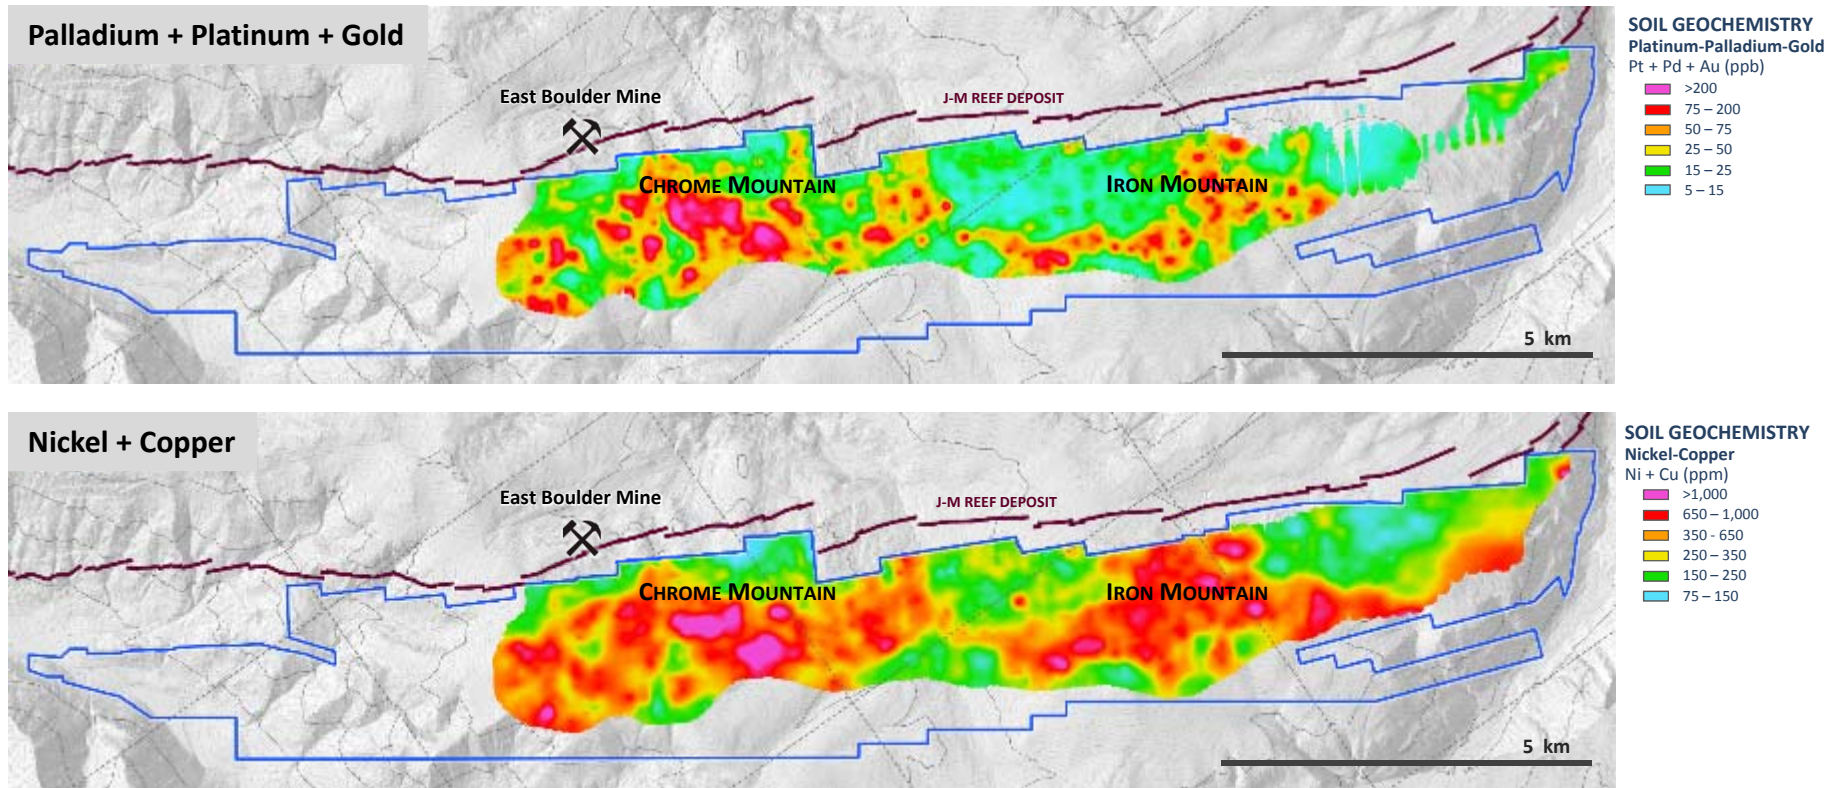 Palladium + Platinum + Gold
East Boulder Mine
J-M REEF DEPOSIT
CHROME MOUNTAIN
IRON MOUNTAIN
5 km
SOIL GEOCHEMISTRY
Platinum-Palladium-Gold
Pt + Pd + Au (ppb)
>200
75 – 200
50 – 75
25 – 50
15 – 25
5 – 15
Nickel + Copper
East Boulder Mine
J-M REEF DEPOSIT
CHROME MOUNTAIN
IRON MOUNTAIN
5 km
SOIL GEOCHEMISTRY
Nickel-Copper
Ni + Cu (ppm)
>1,000
650 – 1,000
350 - 650
250 – 350
150 – 250
75 – 150